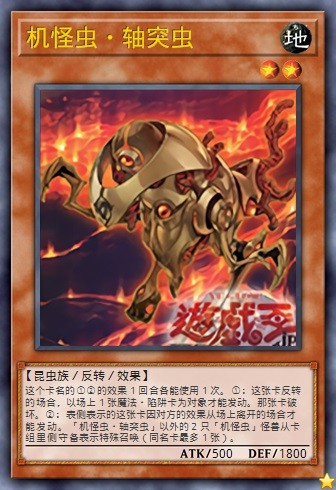 机怪虫·轴突虫
地
【昆虫族/反转/效果】
这个卡名的①②的效果1回合各能使用1次。①：这张卡反转
的场合，以场上1张魔法·陷阱卡为对象才能发动。那张卡破
坏。②：表侧表示的这张卡因对方的效果从场上离开的场合才
能发动。「机怪虫·轴突虫」以外的2只「机怪虫」怪兽从卡
组里侧守备表示特殊召唤（同名卡最多1张）。
ATK/500 DEF/1800
遊戯王
.JP